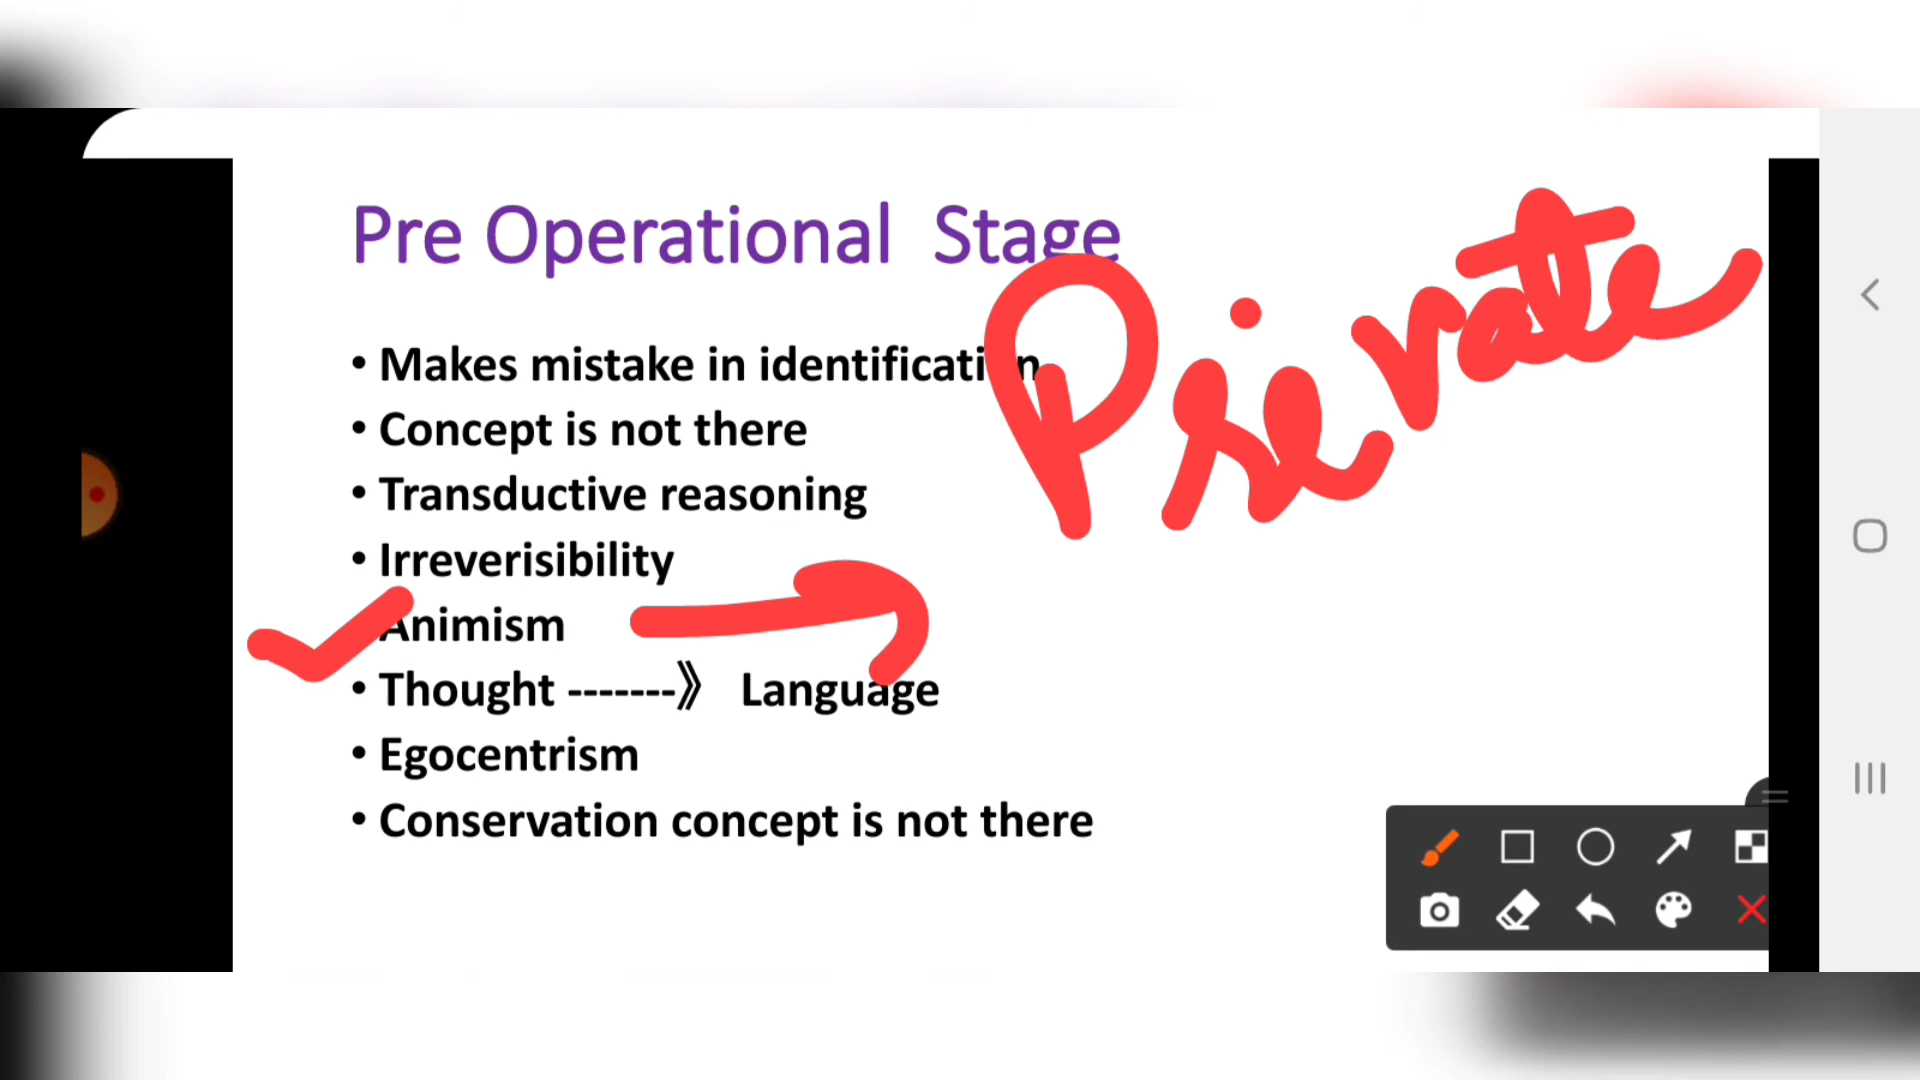 Pre Operational Stage
Private
• Makes mistake in identification
• Concept is not there
• Transductive reasoning
• Irreverisibility
Animism
• Thought -------》 Language
• Egocentrism
• Conservation concept is not there